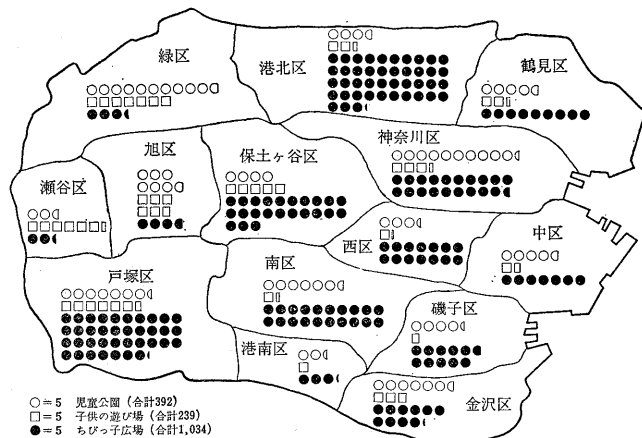 緑区
港北区
鶴見区
神奈川区
旭区
保土ヶ谷区
瀬谷区
西区
中区
戸塚区
南区
磯子区
港南区
金沢区
○=5 児童公園 (合計392)
□=5 子供の遊び場 (合計239)
●=5 ちびっ子広場 (合計1,034)